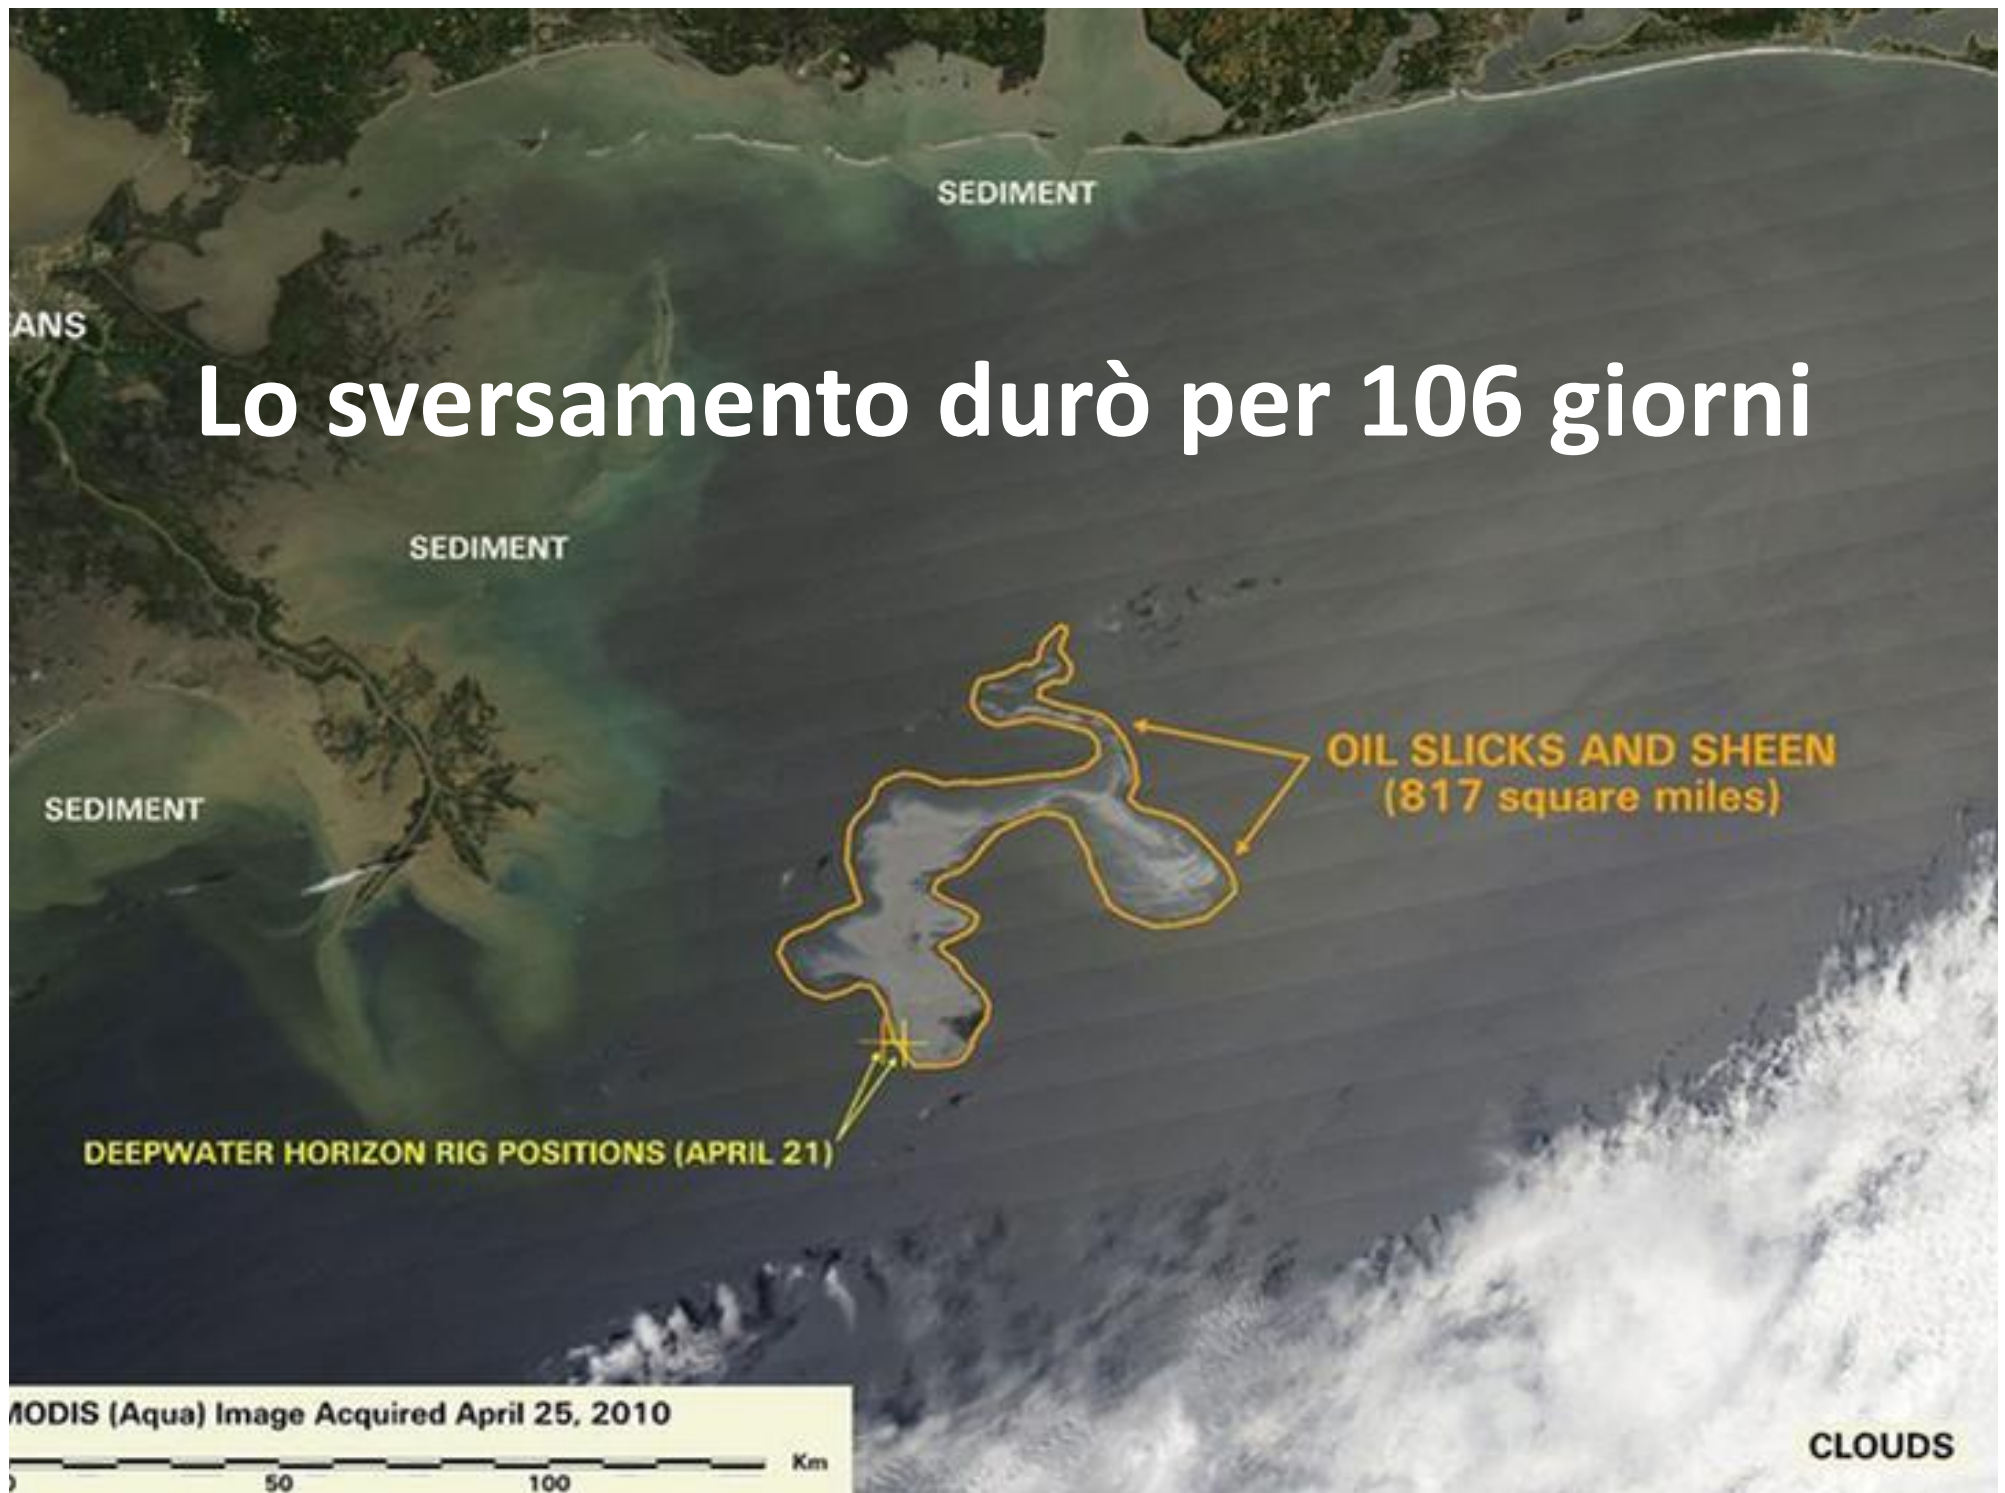 SEDIMENT
ANS
Lo sversamento durò per 106 giorni
SEDIMENT
OIL SLICKS AND SHEEN
(817 square miles)
SEDIMENT
DEEPWATER HORIZON RIG POSITIONS (APRIL 21)
MODIS (Aqua) Image Acquired April 25, 2010
CLOUDS
Km
0 50 100